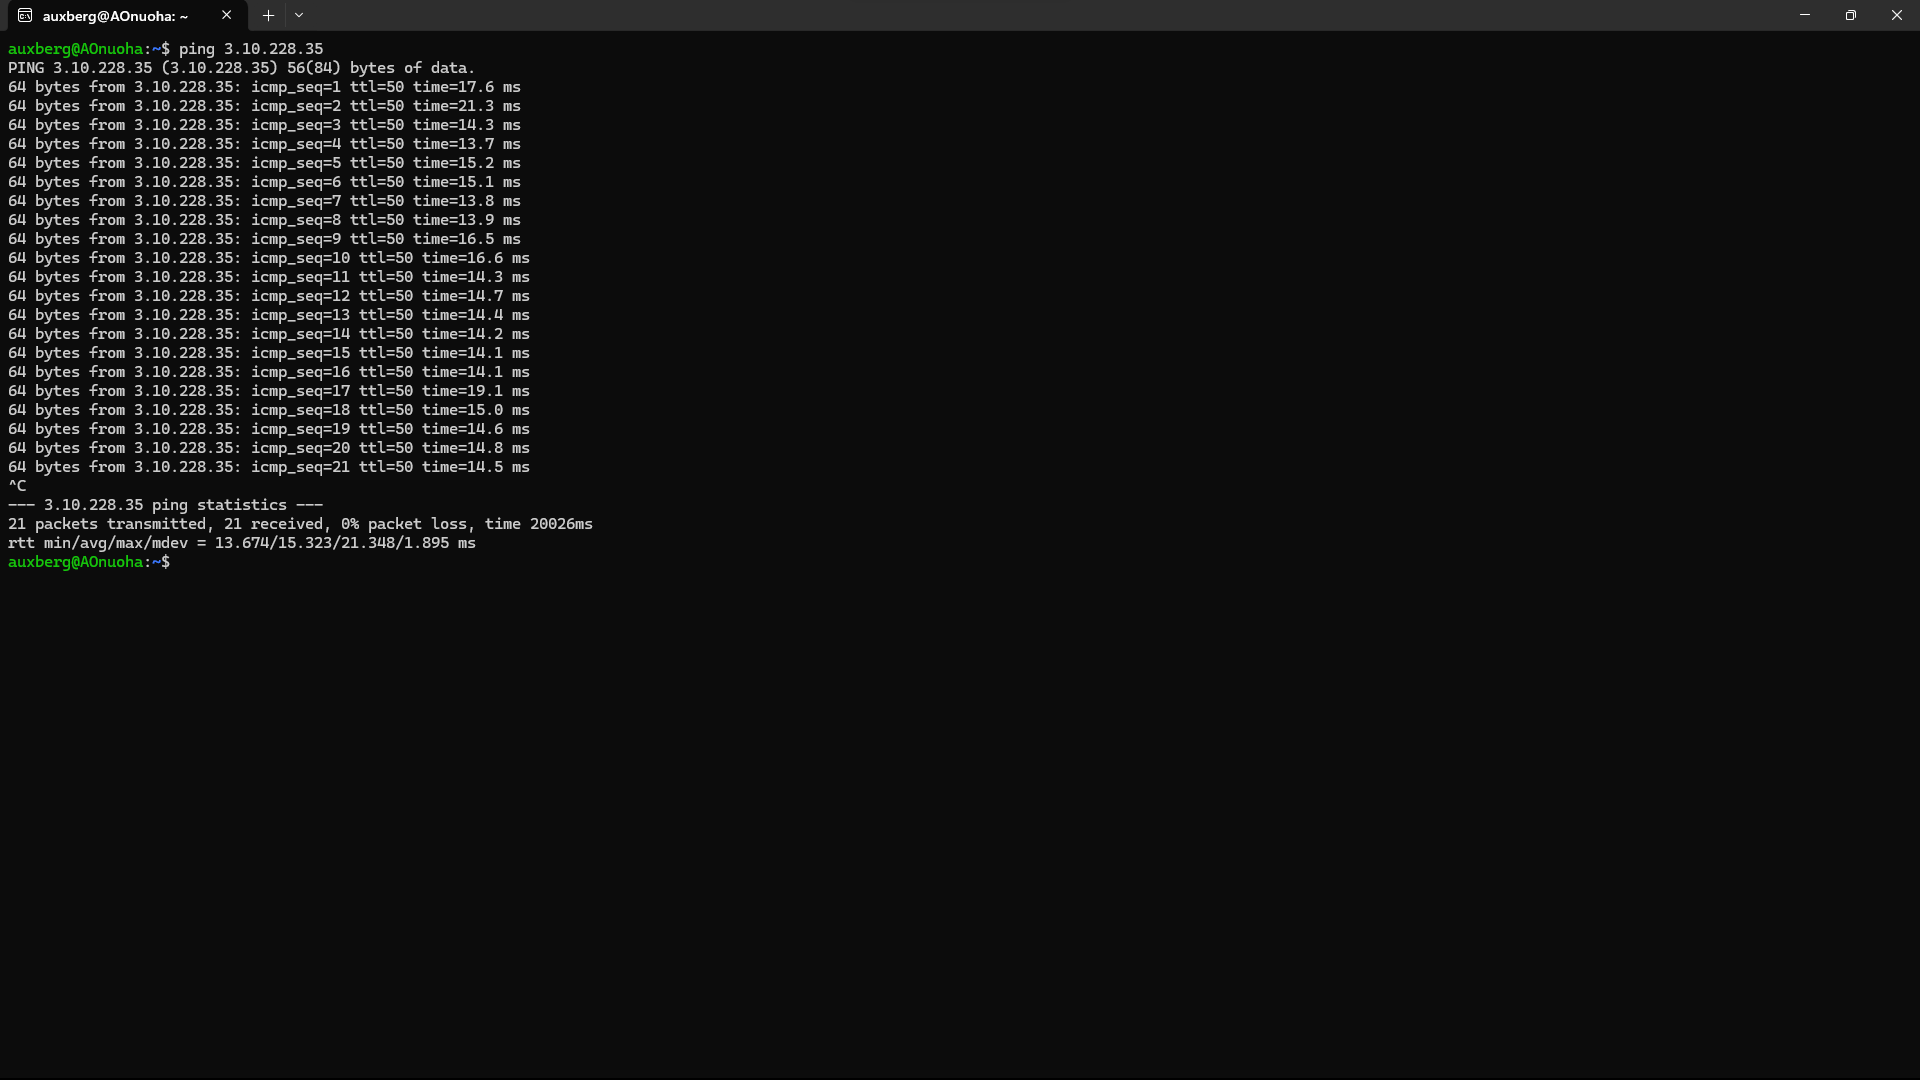 auxberg@AOnuoha: ~
auxberg@AOnuoha:~$ ping 3.10.228.35
PING 3.10.228.35 (3.10.228.35) 56(84) bytes of data.
64 bytes from 3.10.228.35: icmp_seq=1 ttl=50 time=17.6 ms
64 bytes from 3.10.228.35: icmp_seq=2 ttl=50 time=21.3 ms
64 bytes from 3.10.228.35: icmp_seq=3 ttl=50 time=14.3 ms
64 bytes from 3.10.228.35: icmp_seq=4 ttl=50 time=13.7 ms
64 bytes from 3.10.228.35: icmp_seq=5 ttl=50 time=15.2 ms
64 bytes from 3.10.228.35: icmp_seq=6 ttl=50 time=15.1 ms
64 bytes from 3.10.228.35: icmp_seq=7 ttl=50 time=13.8 ms
64 bytes from 3.10.228.35: icmp_seq=8 ttl=50 time=13.9 ms
64 bytes from 3.10.228.35: icmp_seq=9 ttl=50 time=16.5 ms
64 bytes from 3.10.228.35: icmp_seq=10 ttl=50 time=16.6 ms
64 bytes from 3.10.228.35: icmp_seq=11 ttl=50 time=14.3 ms
64 bytes from 3.10.228.35: icmp_seq=12 ttl=50 time=14.7 ms
64 bytes from 3.10.228.35: icmp_seq=13 ttl=50 time=14.4 ms
64 bytes from 3.10.228.35: icmp_seq=14 ttl=50 time=14.2 ms
64 bytes from 3.10.228.35: icmp_seq=15 ttl=50 time=14.1 ms
64 bytes from 3.10.228.35: icmp_seq=16 ttl=50 time=14.1 ms
64 bytes from 3.10.228.35: icmp_seq=17 ttl=50 time=19.1 ms
64 bytes from 3.10.228.35: icmp_seq=18 ttl=50 time=15.0 ms
64 bytes from 3.10.228.35: icmp_seq=19 ttl=50 time=14.6 ms
64 bytes from 3.10.228.35: icmp_seq=20 ttl=50 time=14.8 ms
64 bytes from 3.10.228.35: icmp_seq=21 ttl=50 time=14.5 ms
^C
--- 3.10.228.35 ping statistics ---
21 packets transmitted, 21 received, 0% packet loss, time 20026ms
rtt min/avg/max/mdev = 13.674/15.323/21.348/1.895 ms
auxberg@AOnuoha:~$